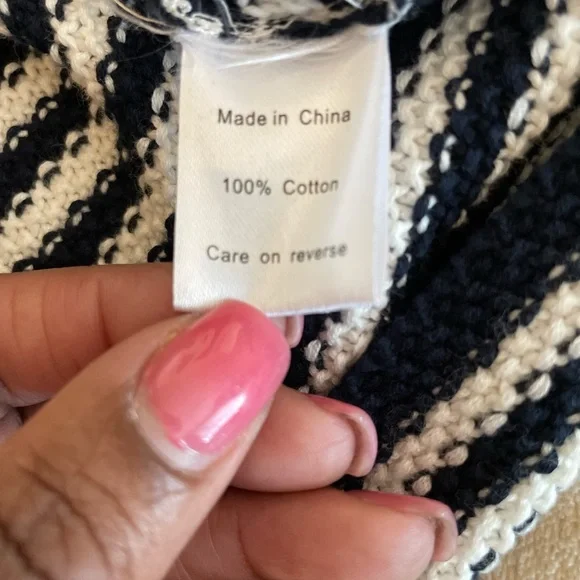 Made in China
100% Cotton
Care on reverse